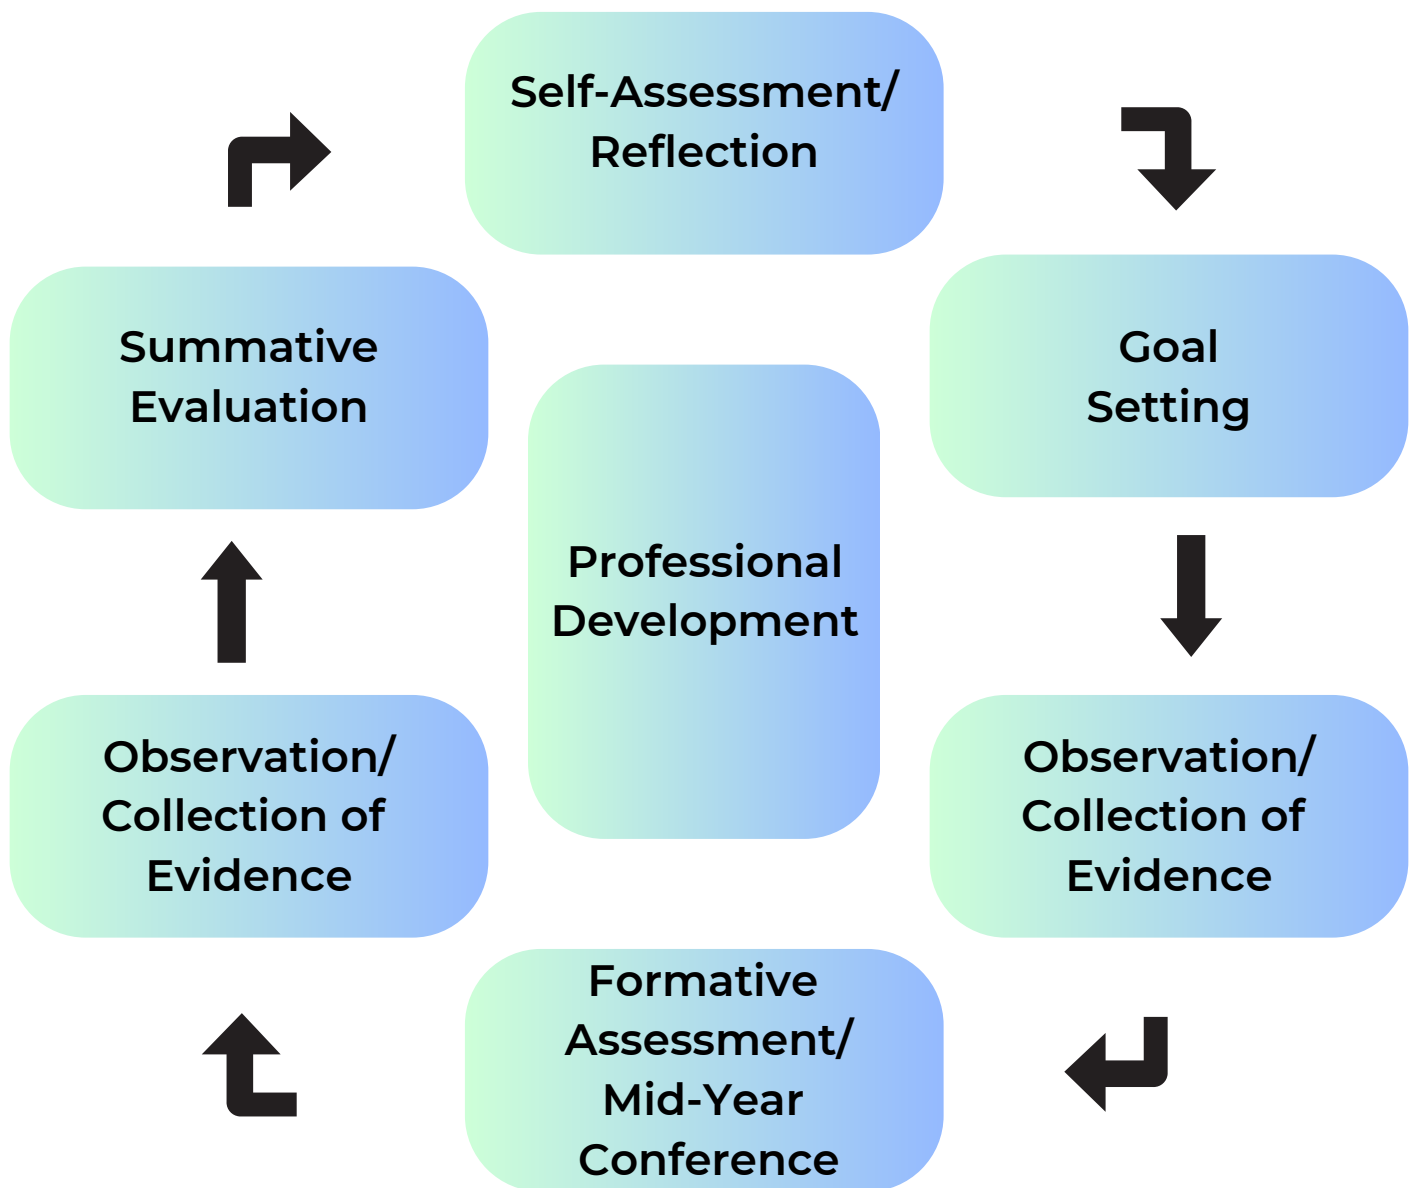 Self-Assessment/
Reflection
Summative
Evaluation
Goal
Setting
Professional
Development
Observation/
Collection of
Evidence
Observation/
Collection of
Evidence
Formative
Assessment/
Mid-Year
Conference